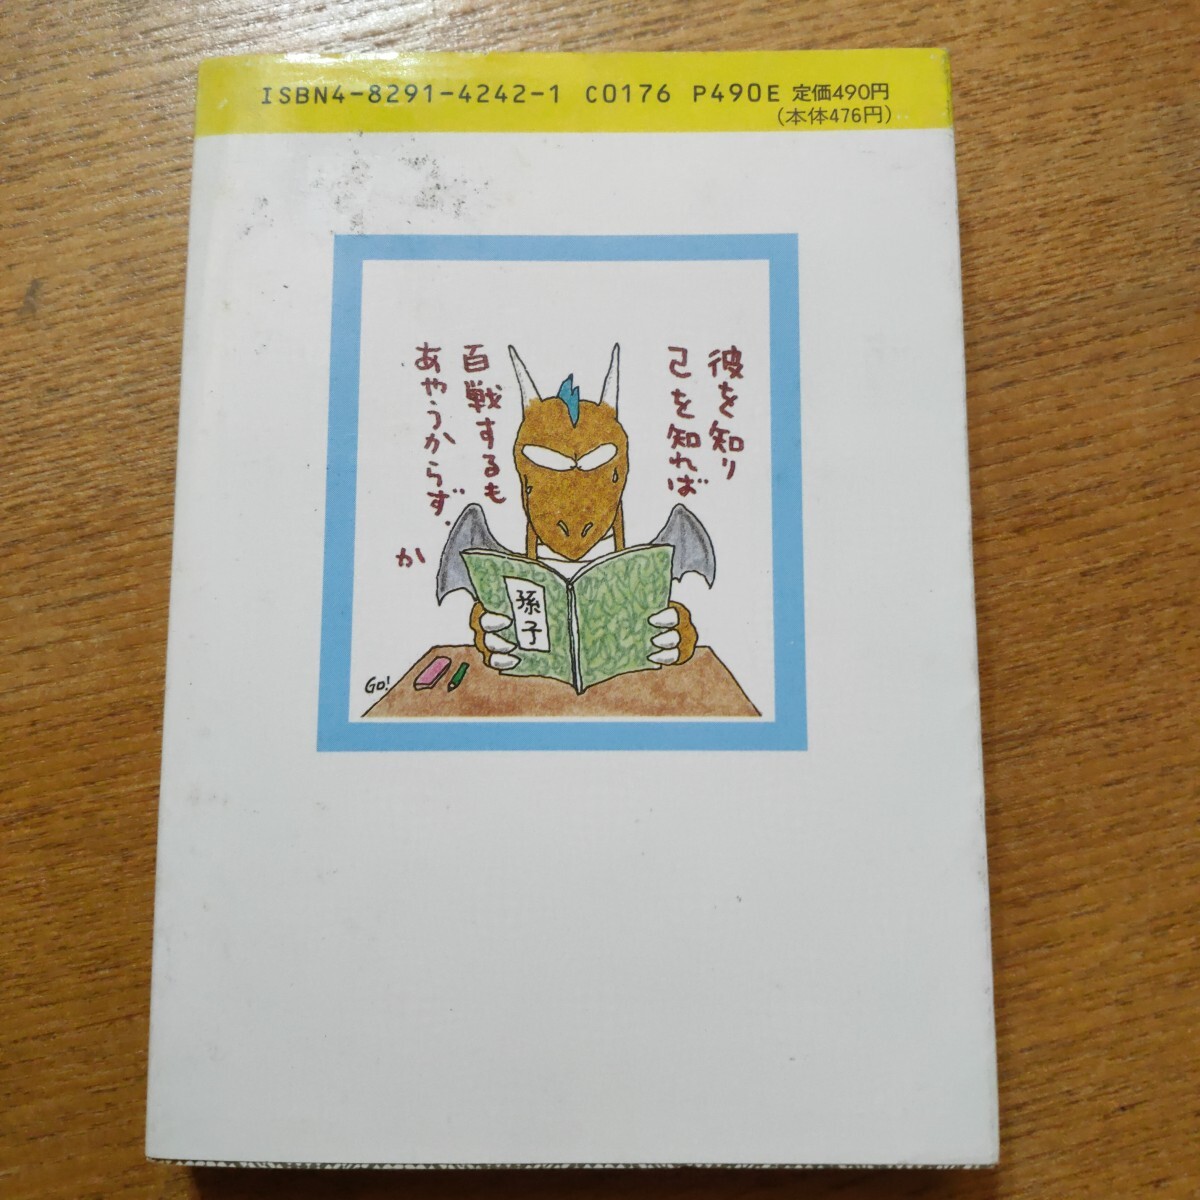 ISBN4-8291-4242-1 C0176 P490E 定価490円
(本体476円)
彼を知り
己を知れば
百戦するも
あやうからず、
か
孫子
Go!